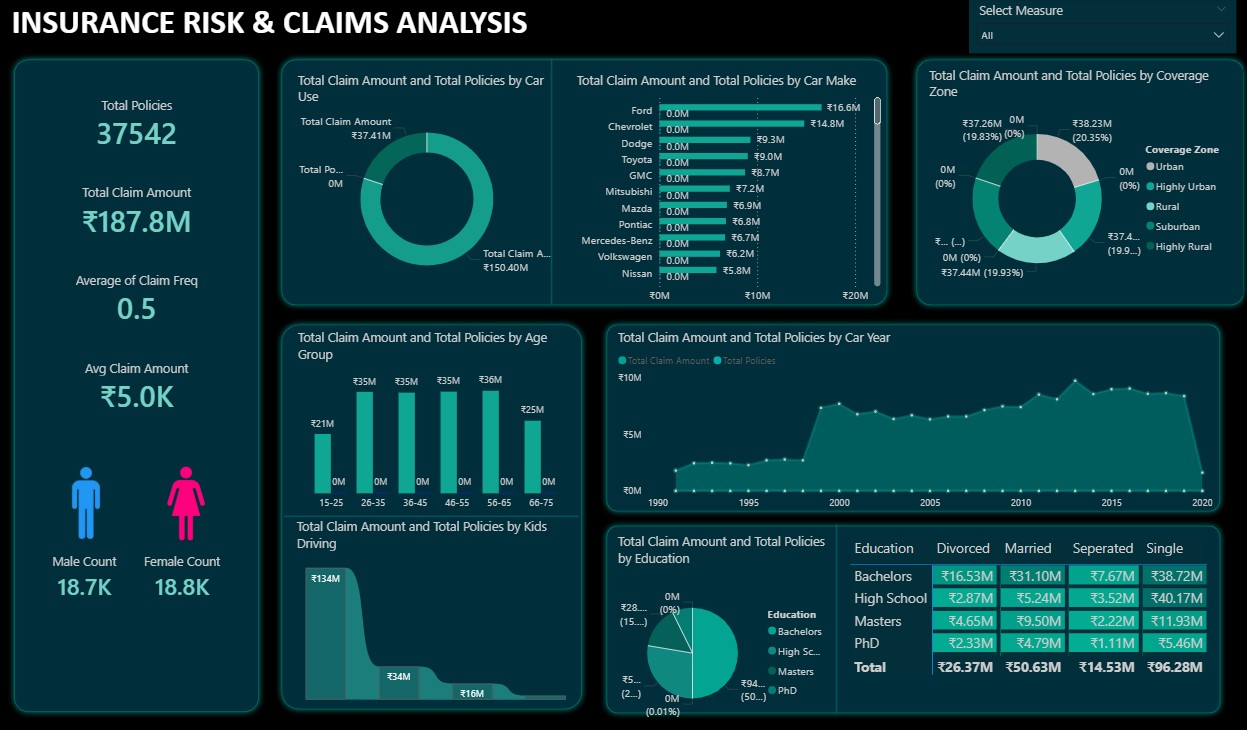 INSURANCE RISK & CLAIMS ANALYSIS
Select Measure
All
Total Policies
37542
Total Claim Amount
₹187.8M
Average of Claim Freq
0.5
Avg Claim Amount
₹5.0K
Male Count
18.7K
Female Count
18.8K
Total Claim Amount and Total Policies by Car
Use
Total Claim Amount
₹37.41M
Total Po...
0M
Total Claim A...
₹150.40M
Total Claim Amount and Total Policies by Car Make
Ford ₹16.6M
0.0M
Chevrolet ₹14.8M
0.0M
Dodge ₹9.3M
0.0M
Toyota ₹9.0M
0.0M
GMC ₹8.7M
0.0M
Mitsubishi ₹7.2M
0.0M
Mazda ₹6.9M
0.0M
Pontiac ₹6.8M
0.0M
Mercedes-Benz ₹6.7M
0.0M
Volkswagen ₹6.2M
0.0M
Nissan ₹5.8M
0.0M
₹0M ₹10M ₹20M
Total Claim Amount and Total Policies by Coverage
Zone
₹37.26M
(19.83%)
0M
(0%)
₹38.23M
(20.35%)
0M
(0%)
0M
(0%)
₹37.4...
(19.9...)
₹... (...)
0M (0%)
₹37.44M (19.93%)
Coverage Zone
Urban
Highly Urban
Rural
Suburban
Highly Rural
Total Claim Amount and Total Policies by Age
Group
₹21M ₹35M ₹35M ₹35M ₹36M ₹25M
0M 0M 0M 0M 0M 0M
15-25 26-35 36-45 46-55 56-65 66-75
Total Claim Amount and Total Policies by Kids
Driving
₹134M
₹34M
₹16M
Total Claim Amount and Total Policies by Car Year
Total Claim Amount Total Policies
₹10M
₹5M
₹0M
1990 1995 2000 2005 2010 2015 2020
Total Claim Amount and Total Policies
by Education
0M
(0%)
₹28....
(15....)
₹5...
(2...)
0M
(0.01%)
₹94...
(50...)
Education
Bachelors
High Sc...
Masters
PhD
Education Divorced Married Seperated Single
Bachelors ₹16.53M ₹31.10M ₹7.67M ₹38.72M
High School ₹2.87M ₹5.24M ₹3.52M ₹40.17M
Masters ₹4.65M ₹9.50M ₹2.22M ₹11.93M
PhD ₹2.33M ₹4.79M ₹1.11M ₹5.46M
Total ₹26.37M ₹50.63M ₹14.53M ₹96.28M